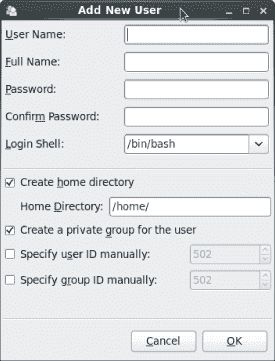 Add New User
User Name:
Full Name:
Password:
Confirm Password:
Login Shell: /bin/bash
Create home directory
Home Directory: /home/
Create a private group for the user
Specify user ID manually: 502
Specify group ID manually: 502
Cancel OK